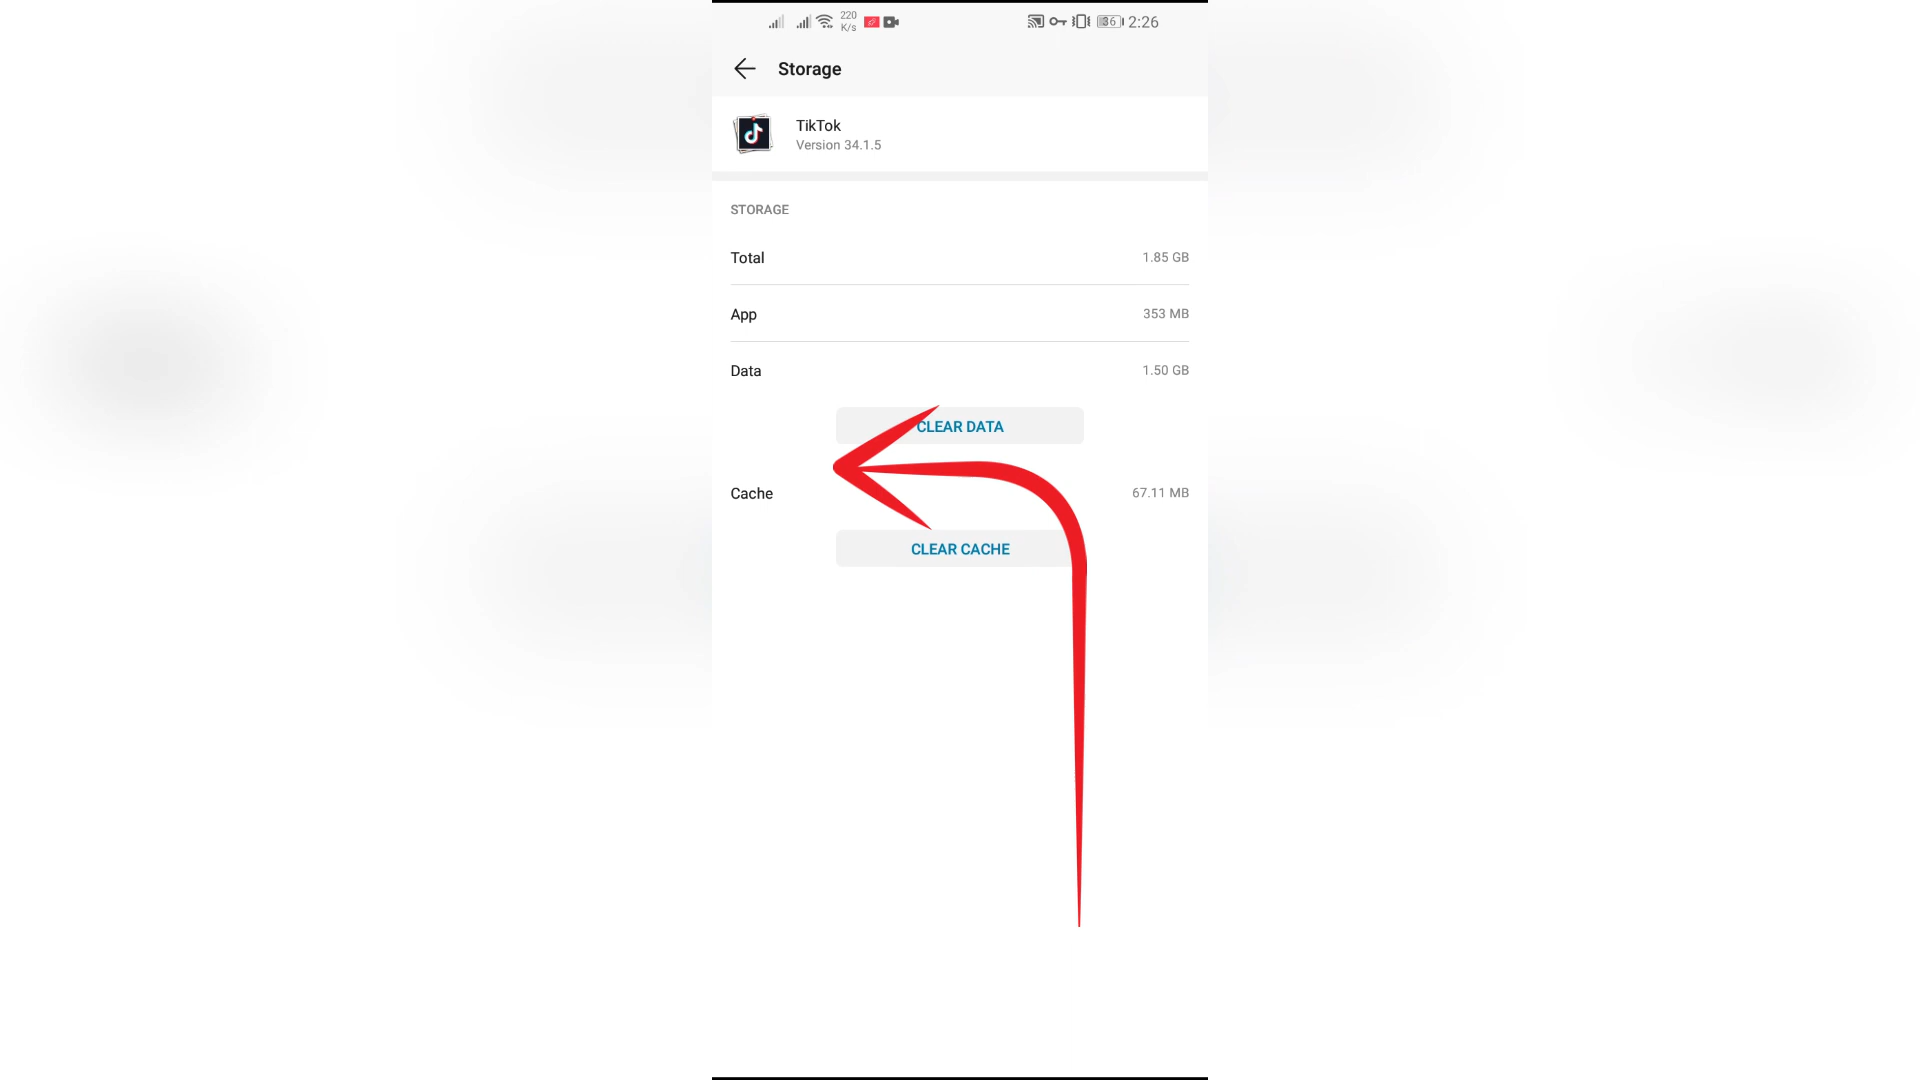 220
K/s
36
2:26
Storage
TikTok
Version 34.1.5
STORAGE
Total
1.85 GB
App
353 MB
Data
1.50 GB
CLEAR DATA
Cache
67.11 MB
CLEAR CACHE